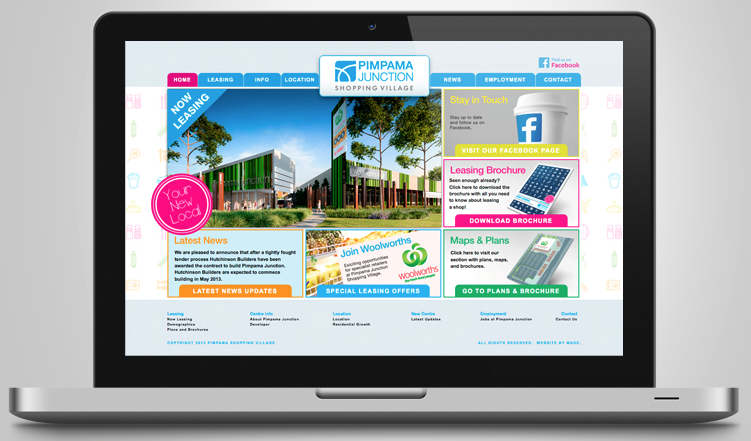 Find us on
Facebook
PIMPAMA
JUNCTION
SHOPPING VILLAGE
HOME
LEASING
INFO
LOCATION
NEWS
EMPLOYMENT
CONTACT
NOW
LEASING
Your
New
Local
Stay in Touch
Stay up to date
and follow us on
Facebook.
VISIT OUR FACEBOOK PAGE
Leasing Brochure
Seen enough already?
Click here to download
the brochure with all you
need to know about leasing
a shop!
DOWNLOAD BROCHURE
Latest News
We are pleased to announce that after a tightly fought
tender process Hutchinson Builders have been
awarded the contract to build Pimpama Junction.
Hutchinson Builders are expected to commece
building in May 2013.
LATEST NEWS UPDATES
Join Woolworths
Exciting opportunities
for specialist retailers
at Pimpama Junction
Shopping Village.
Woolworths
SPECIAL LEASING OFFERS
Maps & Plans
Click here to visit our
section with plans, maps,
and brochures.
GO TO PLANS & BROCHURE
Leasing
Now Leasing
Demographics
Plans and Brochures
Centre Info
About Pimpama Junction
Developer
Location
Location
Residential Growth
New Centre
Latest Updates
Employment
Jobs at Pimpama Junction
Contact
Contact Us
COPYRIGHT 2013 PIMPAMA SHOPPING VILLAGE.
ALL RIGHTS RESERVED. WEBSITE BY MADE.